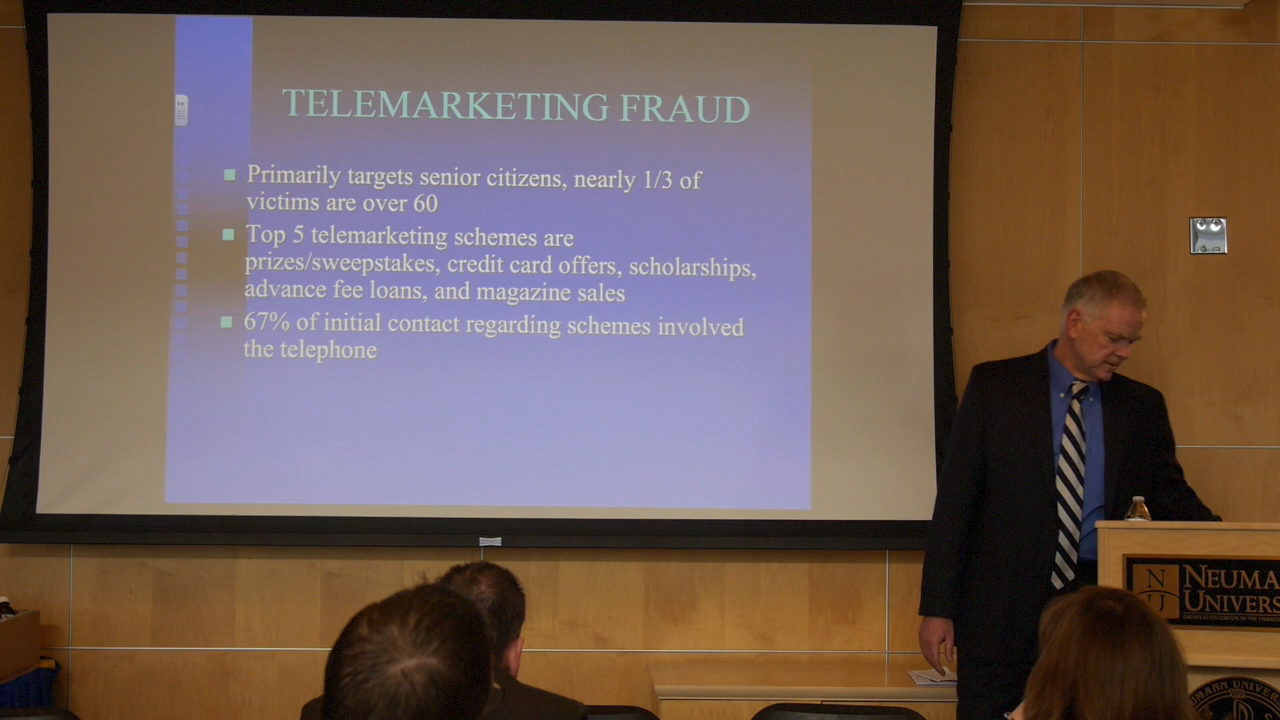 TELEMARKETING FRAUD
Primarily targets senior citizens, nearly 1/3 of
victims are over 60
Top 5 telemarketing schemes are
prizes/sweepstakes, credit card offers, scholarships,
advance fee loans, and magazine sales
67% of initial contact regarding schemes involved
the telephone
N
U
NEUMA
UNIVERS